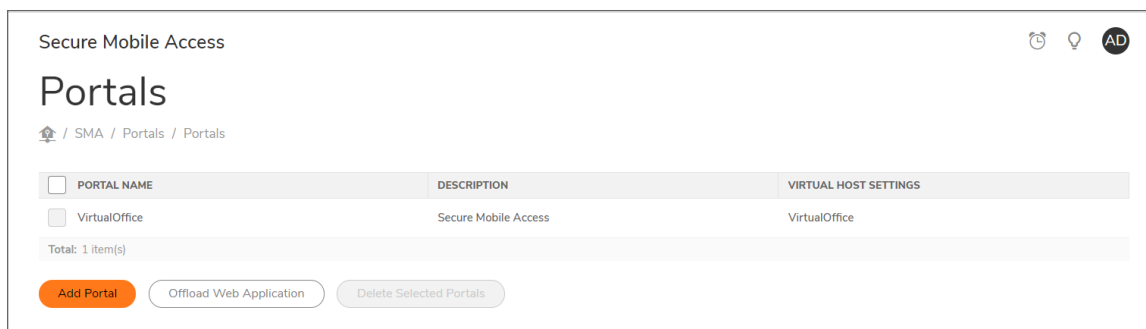 Secure Mobile Access
AD
Portals
/ SMA / Portals / Portals
PORTAL NAME DESCRIPTION VIRTUAL HOST SETTINGS
VirtualOffice Secure Mobile Access VirtualOffice
Total: 1 item(s)
Add Portal Offload Web Application Delete Selected Portals